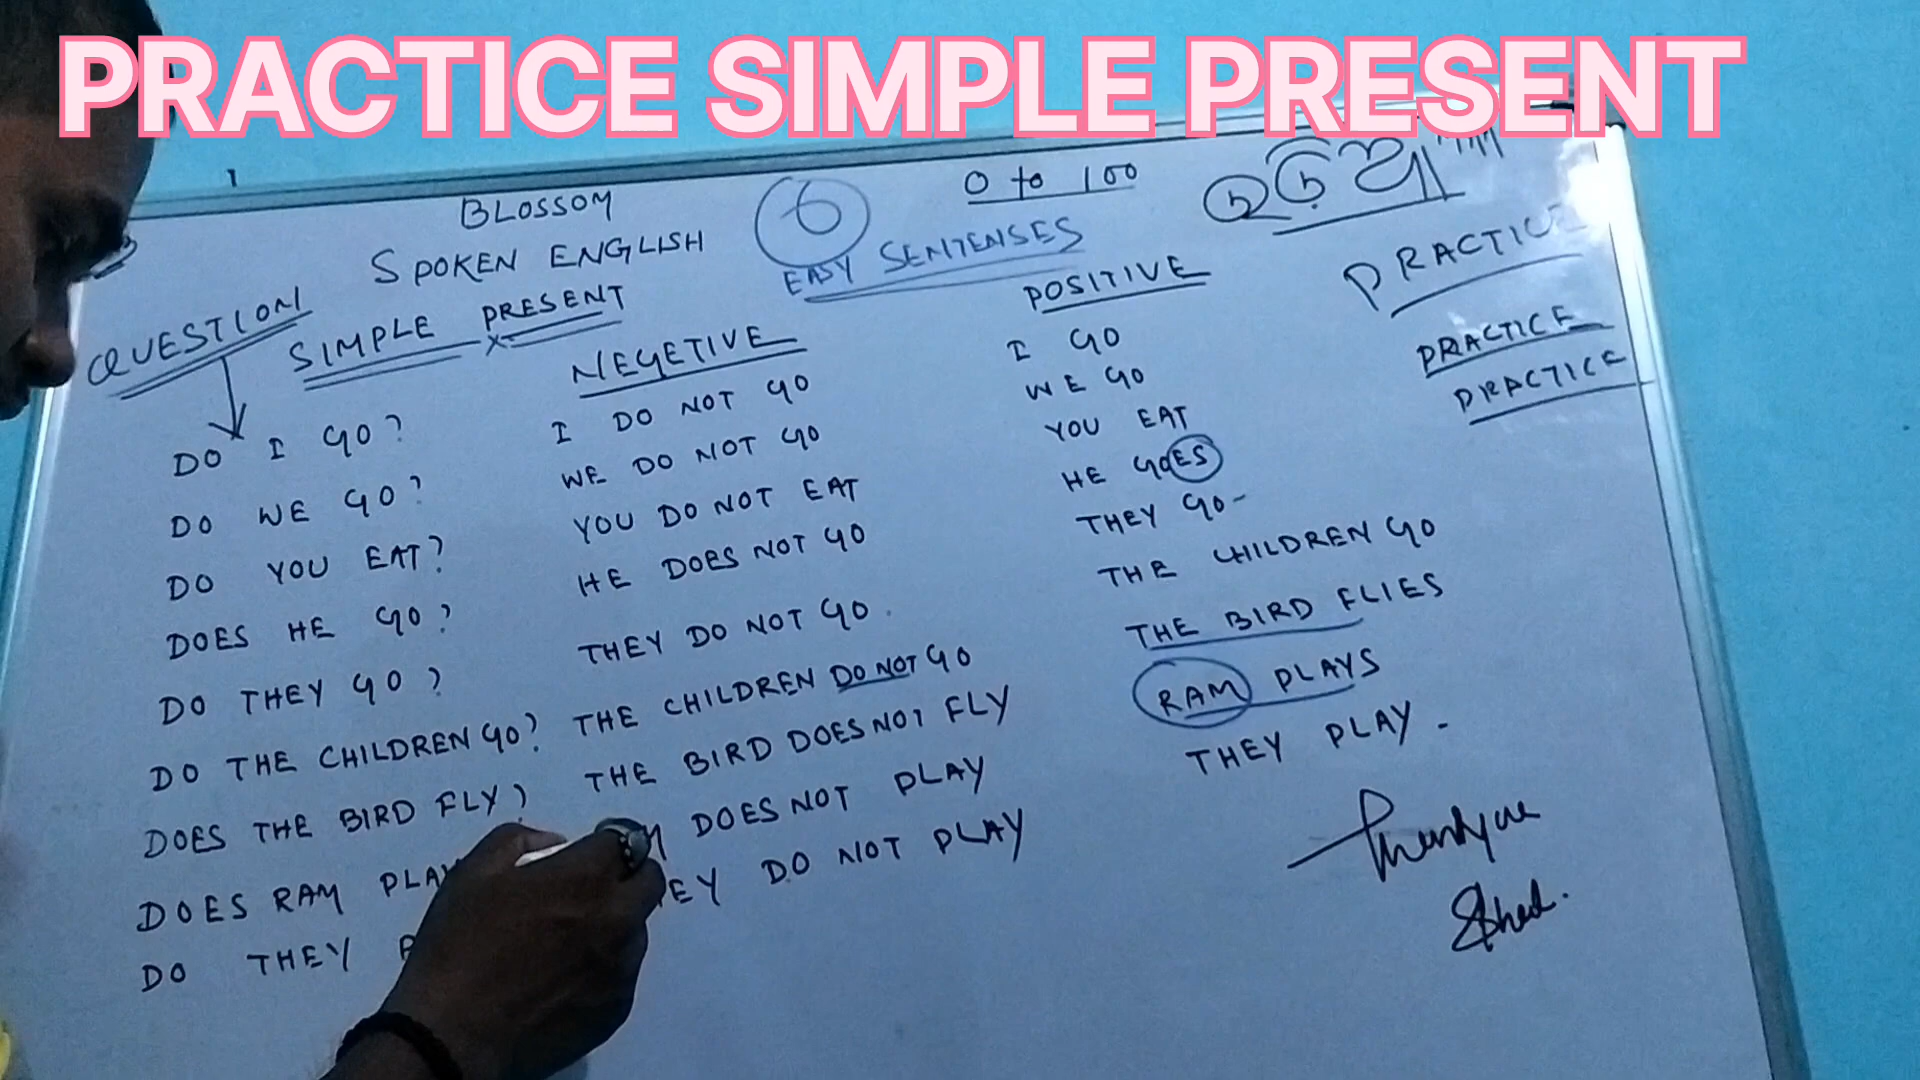 PRACTICE SIMPLE PRESENT
BLOSSOM
SPOKEN ENGLISH
6
0 to 100
EASY SENTENSES
QUESTION
SIMPLE PRESENT
NEGETIVE
POSITIVE
PRACTICE
PRACTICE
PRACTICE
DO I GO?
DO WE GO?
DO YOU EAT?
DOES HE GO?
DO THEY GO?
DO THE CHILDREN GO?
DOES THE BIRD FLY?
DOES RAM PLAY
DO THEY
I DO NOT GO
WE DO NOT GO
YOU DO NOT EAT
HE DOES NOT GO
THEY DO NOT GO.
THE CHILDREN DO NOT GO
THE BIRD DOES NOT FLY
DOES NOT PLAY
DO NOT PLAY
I GO
WE GO
YOU EAT
HE GOES
THEY GO-
THE CHILDREN GO
THE BIRD FLIES
RAM PLAYS
THEY PLAY-